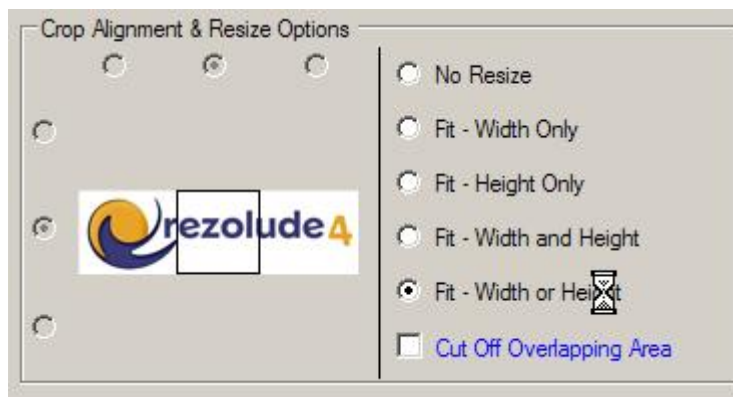 Crop Alignment & Resize Options
No Resize
Fit - Width Only
Fit - Height Only
rezolude4
Fit - Width and Height
Fit - Width or Height
Cut Off Overlapping Area